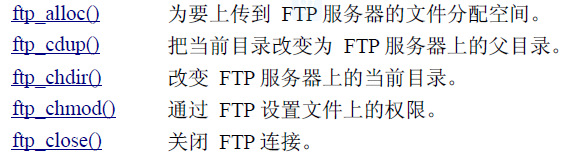 ftp_alloc() 为要上传到 FTP 服务器的文件分配空间。
ftp_cdup() 把当前目录改变为 FTP 服务器上的父目录。
ftp_chdir() 改变 FTP 服务器上的当前目录。
ftp_chmod() 通过 FTP 设置文件上的权限。
ftp_close() 关闭 FTP 连接。